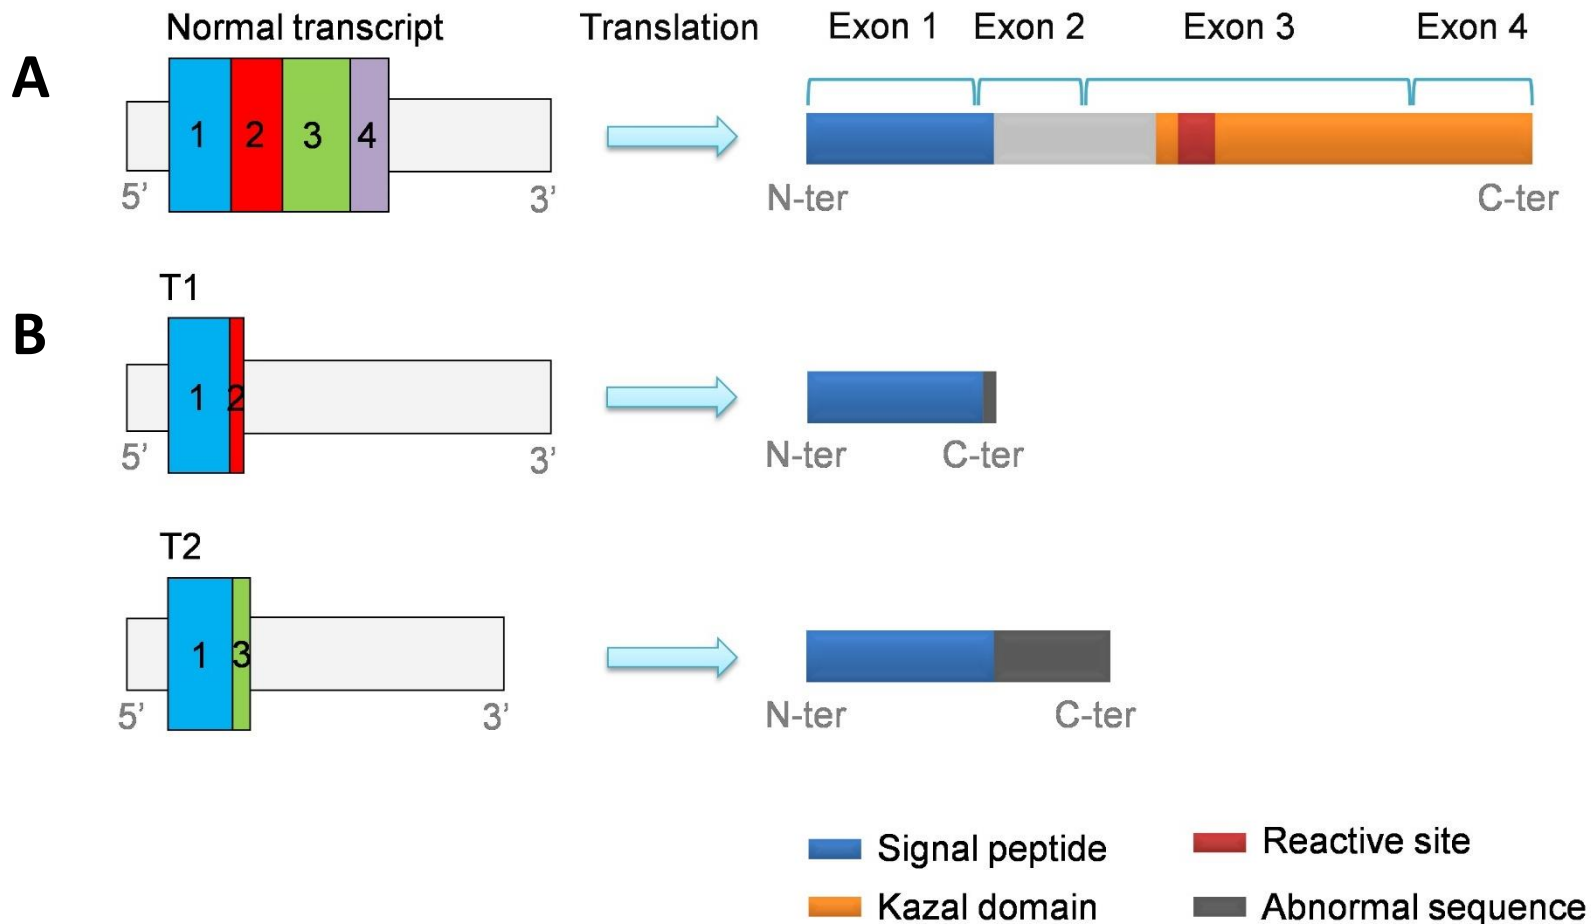 Normal transcript Translation Exon 1 Exon 2 Exon 3 Exon 4
A
1 2 3 4
5’ 3’ N-ter C-ter
T1
B
1 2
5’ 3’ N-ter C-ter
T2
1 3
5’ 3’ N-ter C-ter
Signal peptide Reactive site
Kazal domain Abnormal sequence